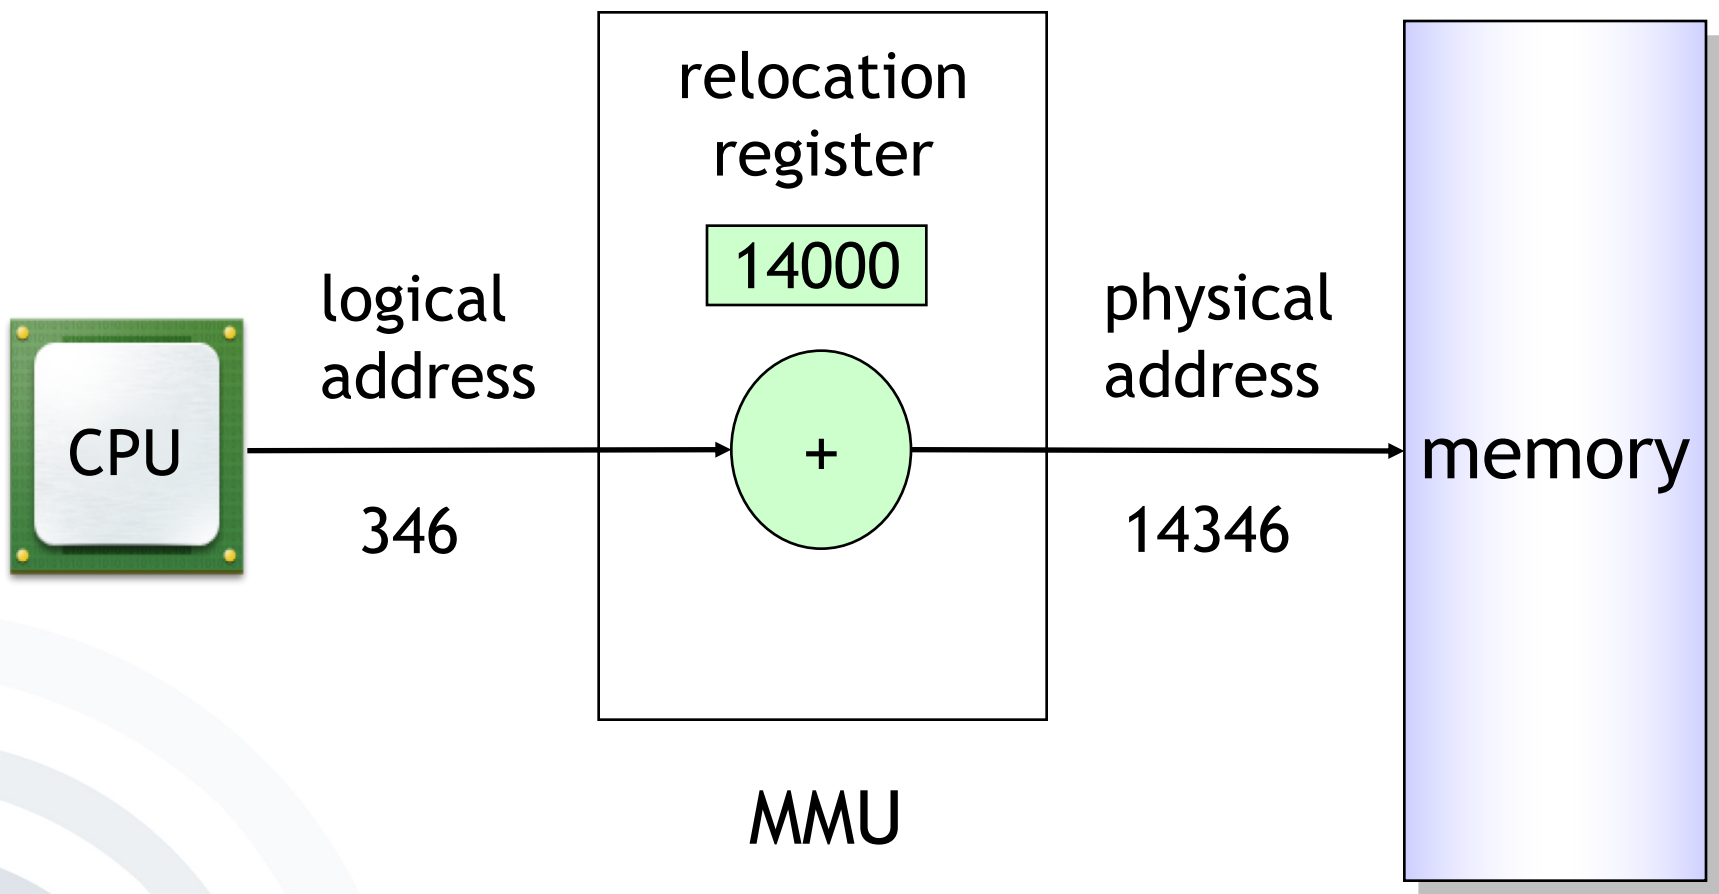 relocation
register
14000
logical
address
physical
address
CPU
+
memory
346
14346
MMU